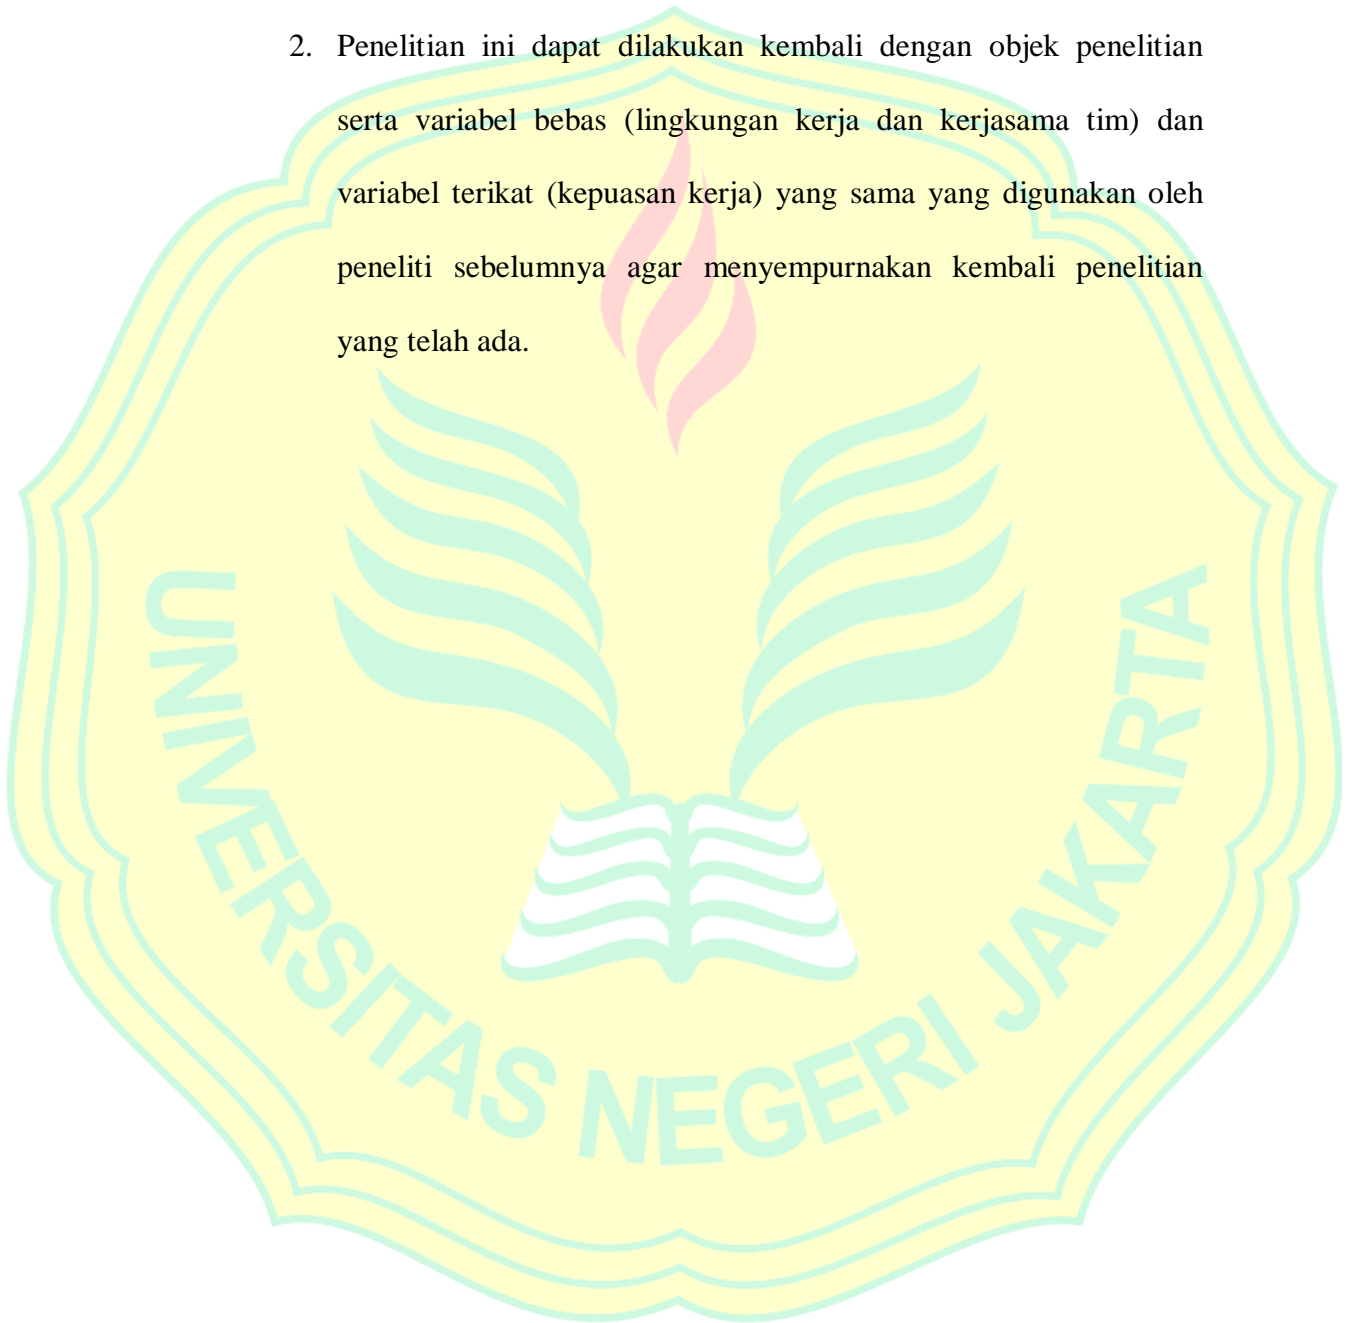 2. Penelitian ini dapat dilakukan kembali dengan objek penelitian
serta variabel bebas (lingkungan kerja dan kerjasama tim) dan
variabel terikat (kepuasan kerja) yang sama yang digunakan oleh
peneliti sebelumnya agar menyempurnakan kembali penelitian
yang telah ada.
UNIVERSITAS NEGERI JAKARTA